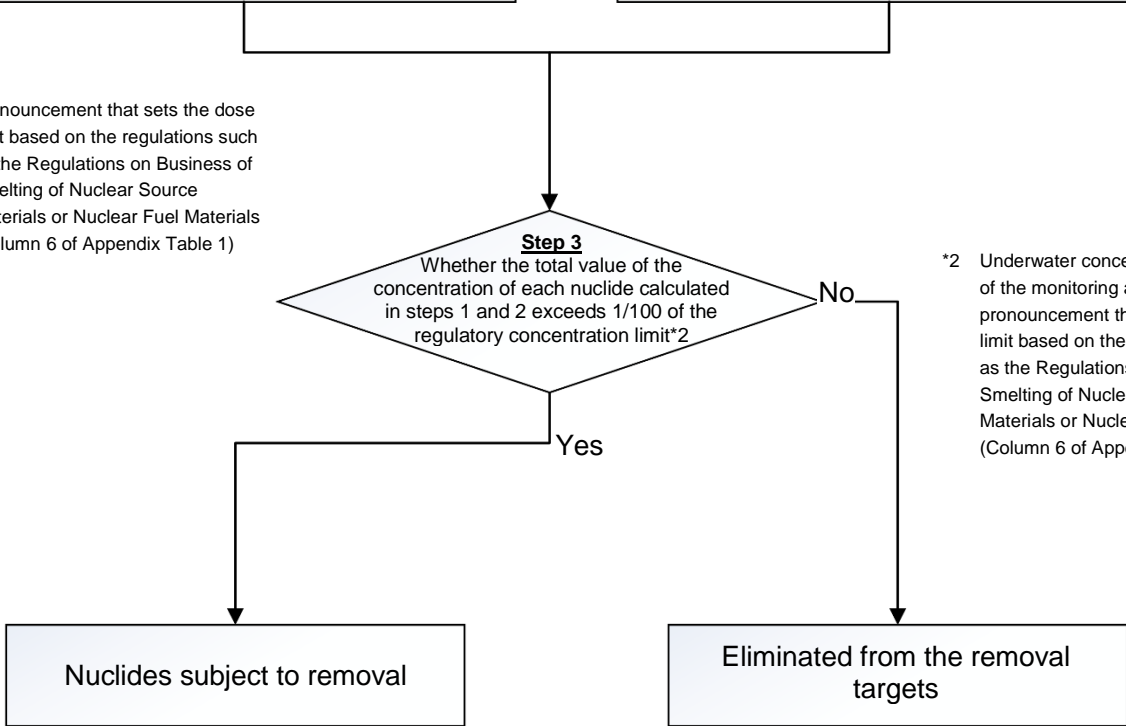 nouncement that sets the dose
t based on the regulations such
the Regulations on Business of
elting of Nuclear Source
terials or Nuclear Fuel Materials
lumn 6 of Appendix Table 1)
Step 3
Whether the total value of the
concentration of each nuclide calculated
in steps 1 and 2 exceeds 1/100 of the
regulatory concentration limit*2
No
*2 Underwater conce
of the monitoring a
pronouncement th
limit based on the
as the Regulations
Smelting of Nucle
Materials or Nucle
(Column 6 of Appe
Yes
Nuclides subject to removal
Eliminated from the removal
targets